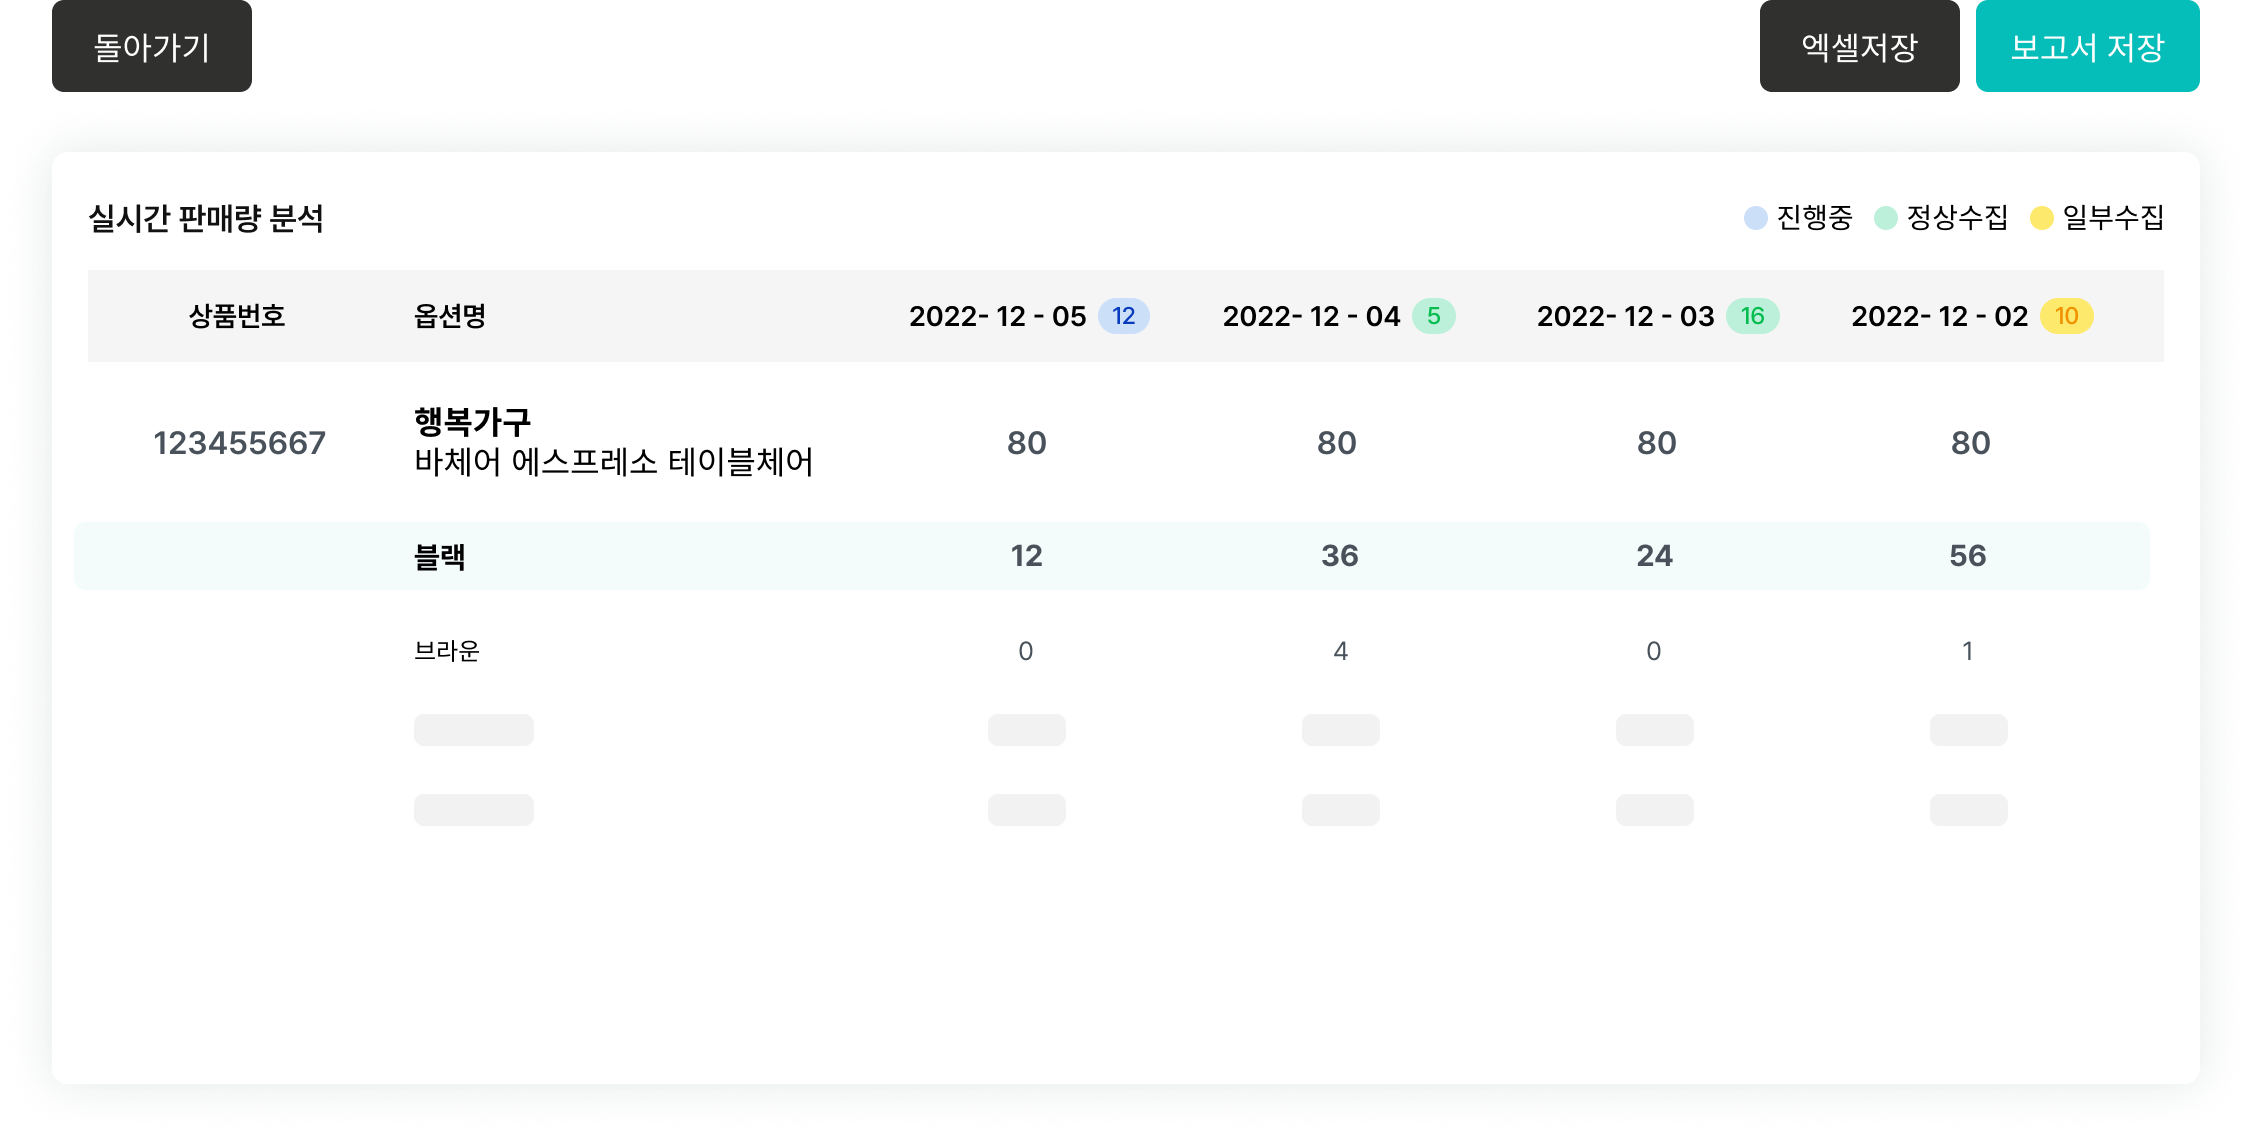 돌아가기
엑셀저장
보고서 저장
실시간 판매량 분석
진행중 정상수집 일부수집
상품번호 옵션명 2022- 12 - 05 12 2022- 12 - 04 5 2022- 12 - 03 16 2022- 12 - 02 10
행복가구
123455667 바체어 에스프레소 테이블체어 80 80 80 80
블랙 12 36 24 56
브라운 0 4 0 1